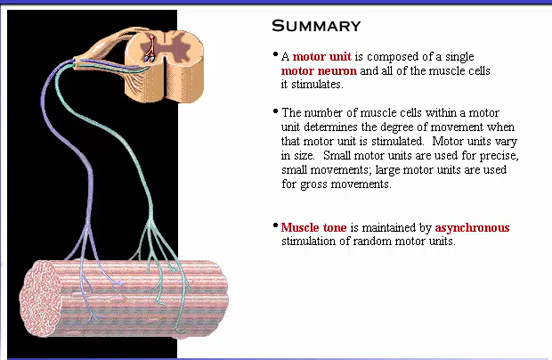 SUMMARY
• A motor unit is composed of a single
motor neuron and all of the muscle cells
it stimulates.
• The number of muscle cells within a motor
unit determines the degree of movement when
that motor unit is stimulated. Motor units vary
in size. Small motor units are used for precise,
small movements; large motor units are used
for gross movements.
• Muscle tone is maintained by asynchronous
stimulation of random motor units.